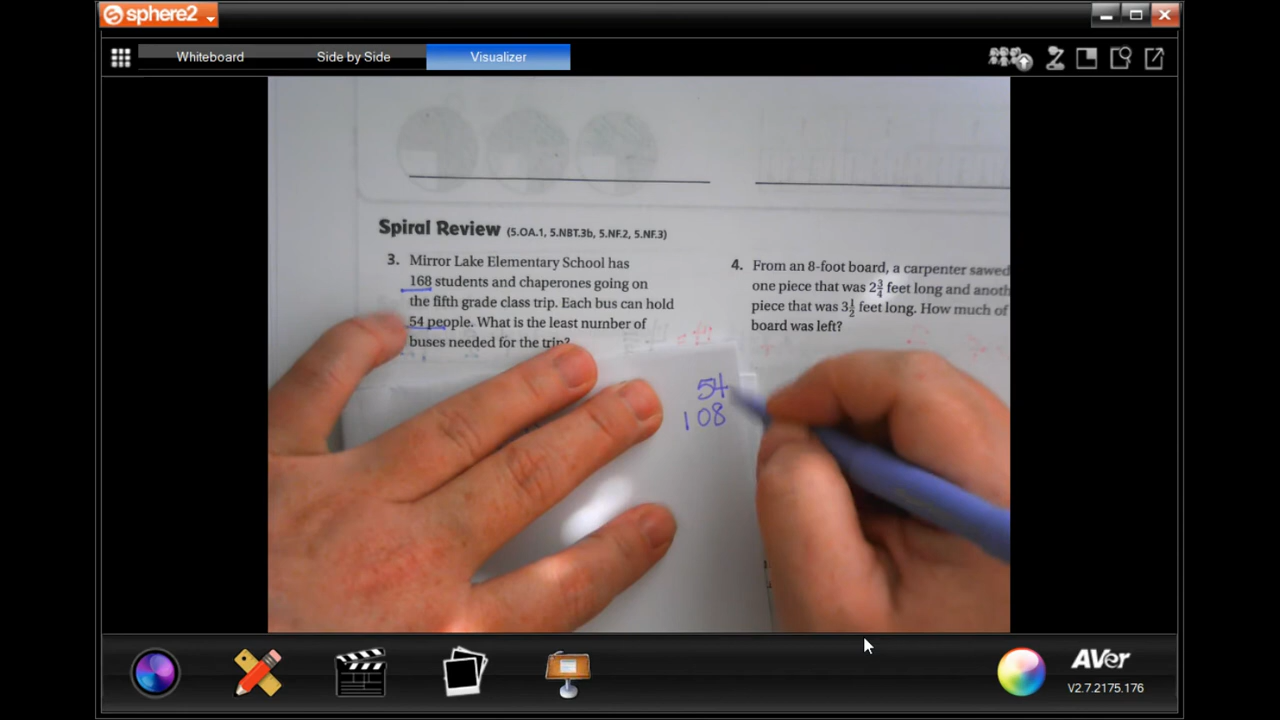 sphere2
Whiteboard
Side by Side
Visualizer
Spiral Review (5.OA.1, 5.NBT.3b, 5.NF.2, 5.NF.3)
3. Mirror Lake Elementary School has
168 students and chaperones going on
the fifth grade class trip. Each bus can hold
54 people. What is the least number of
buses needed for the trip?
4. From an 8-foot board, a carpenter sawed
one piece that was 2 3/4 feet long and
piece that was 3 1/2 feet long. How much of
board was left?
54
108
AVer
V2.7.2175.176